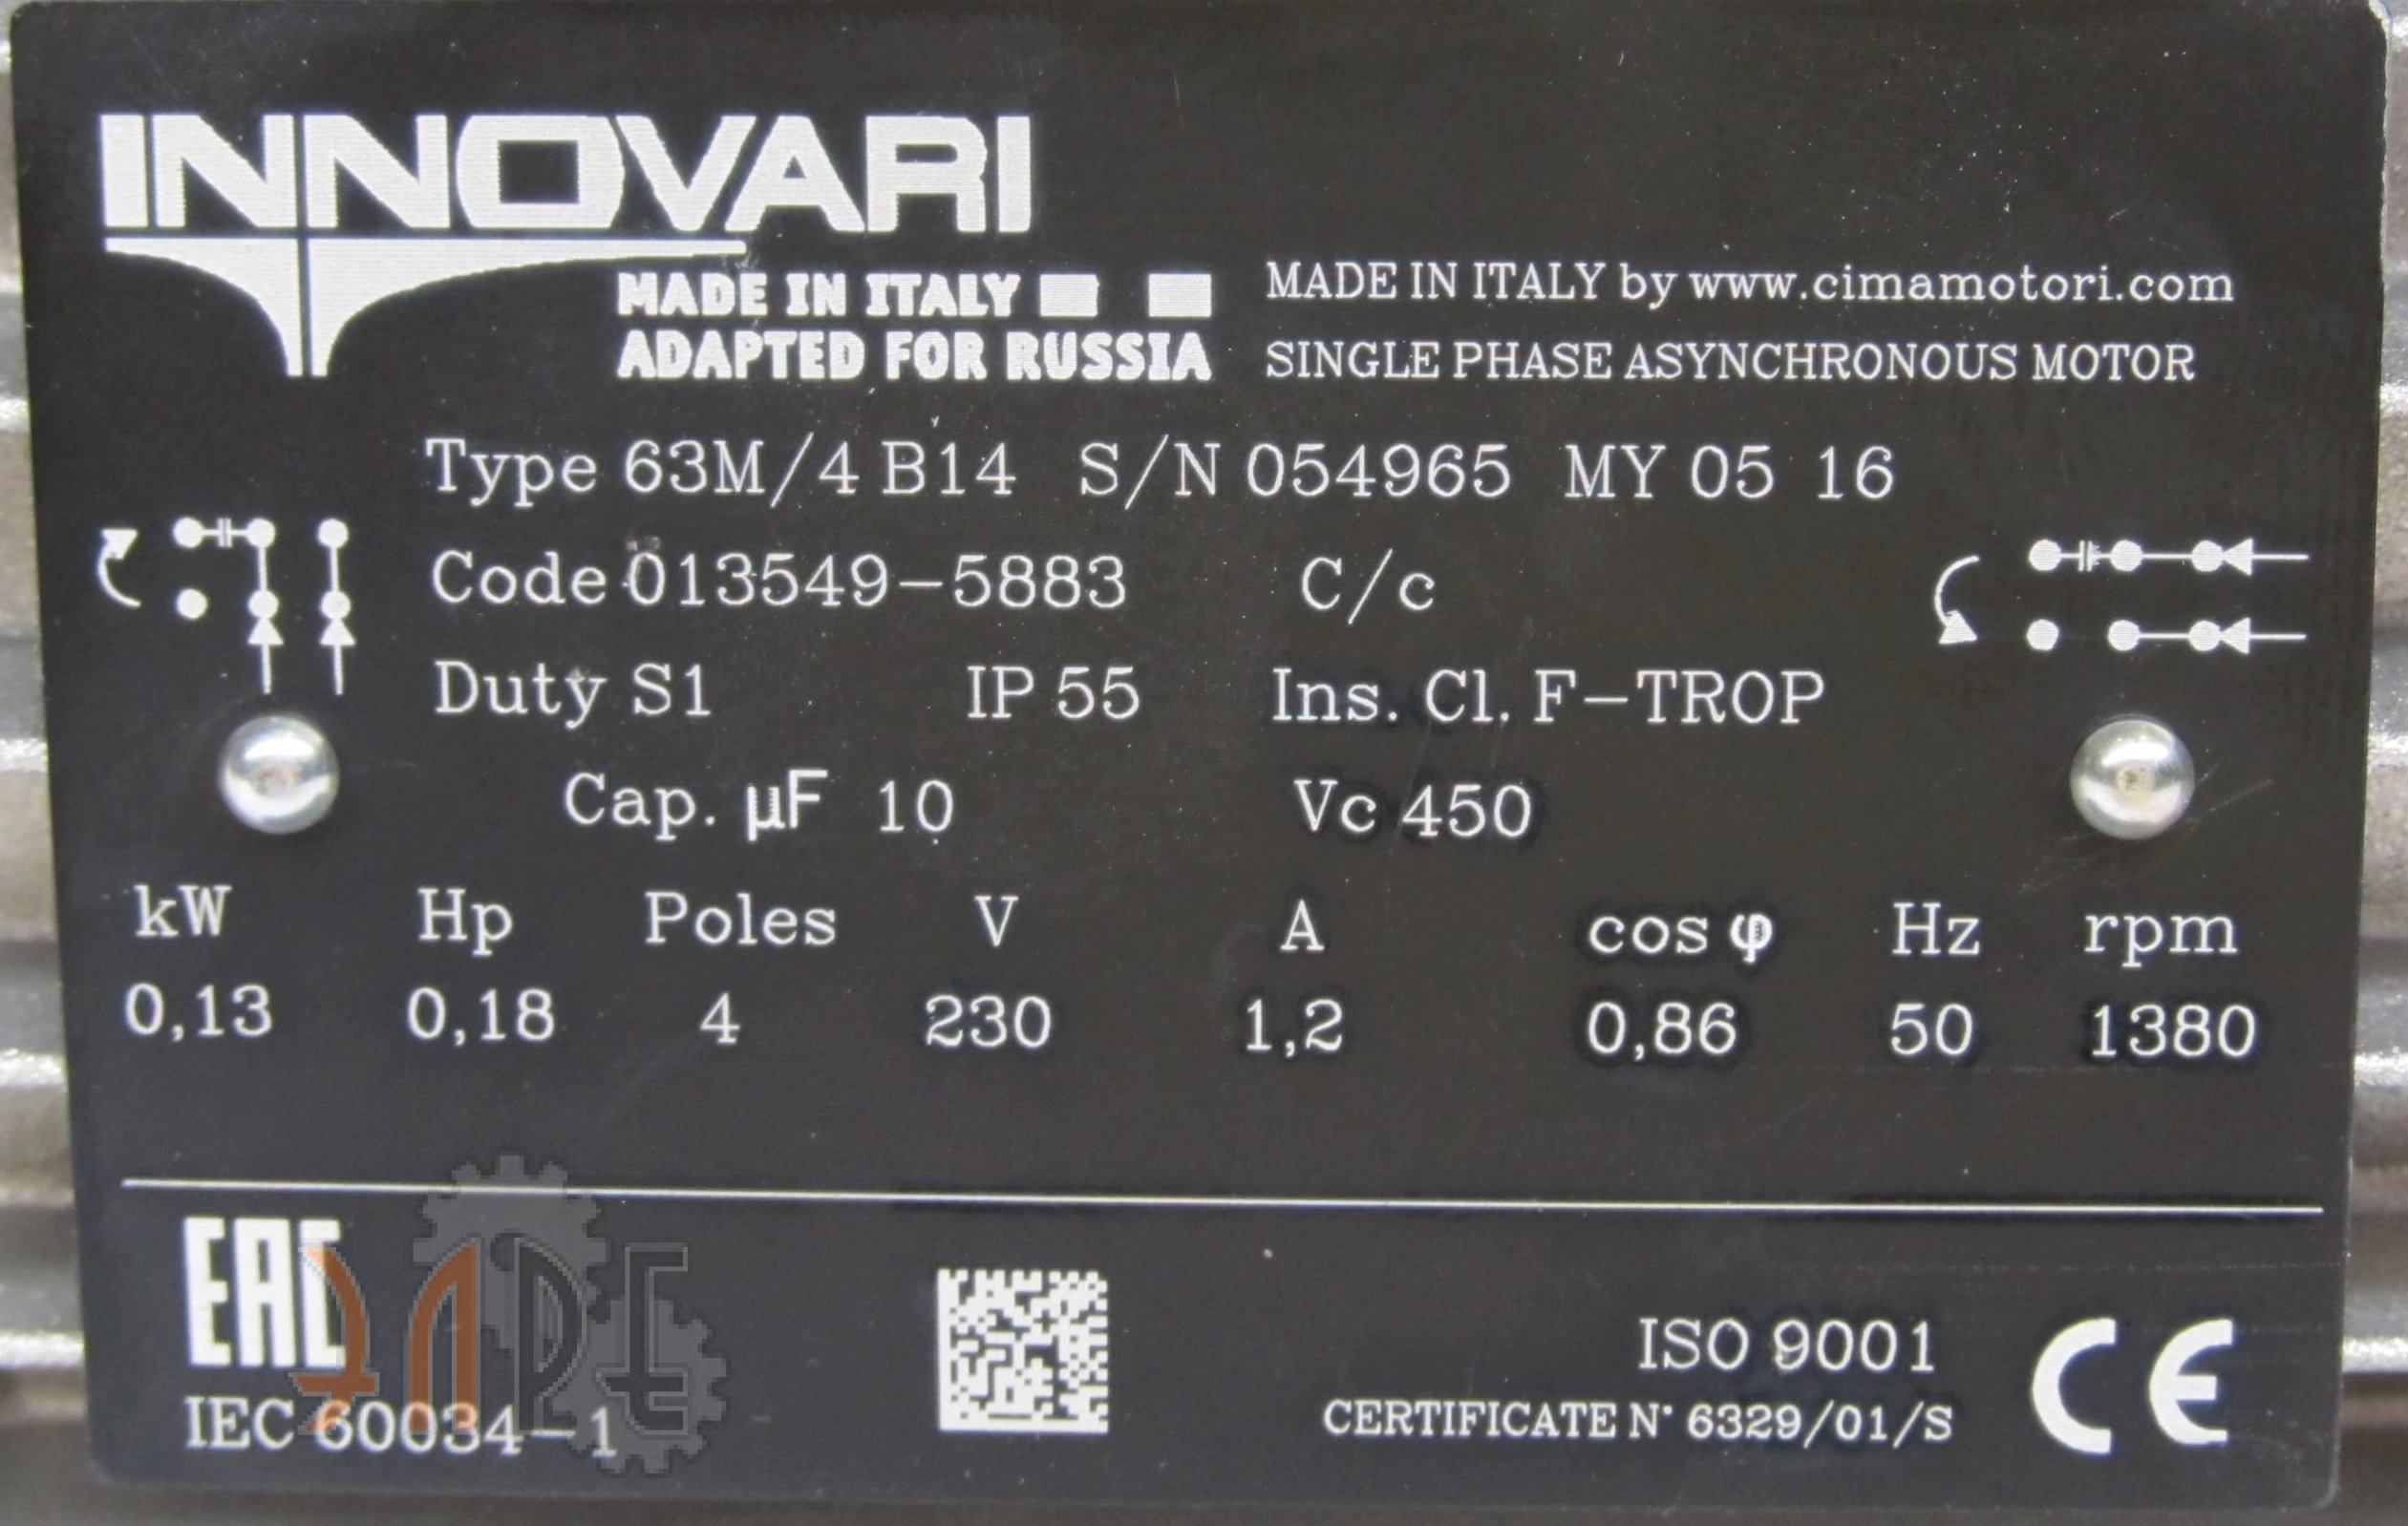 INNOVARI
MADE IN ITALY
ADAPTED FOR RUSSIA
MADE IN ITALY by www.cimamotori.com
SINGLE PHASE ASYNCHRONOUS MOTOR
Type 63M/4 B14 S/N 054965 MY 05 16
Code 013549-5883 C/c
Duty S1 IP 55 Ins. Cl. F-TROP
Cap. µF 10 Vc 450
kW Hp Poles V A cos φ Hz rpm
0,13 0,18 4 230 1,2 0,86 50 1380
EAC
IEC 60034-1
ISO 9001
CERTIFICATE N° 6329/01/S
CE